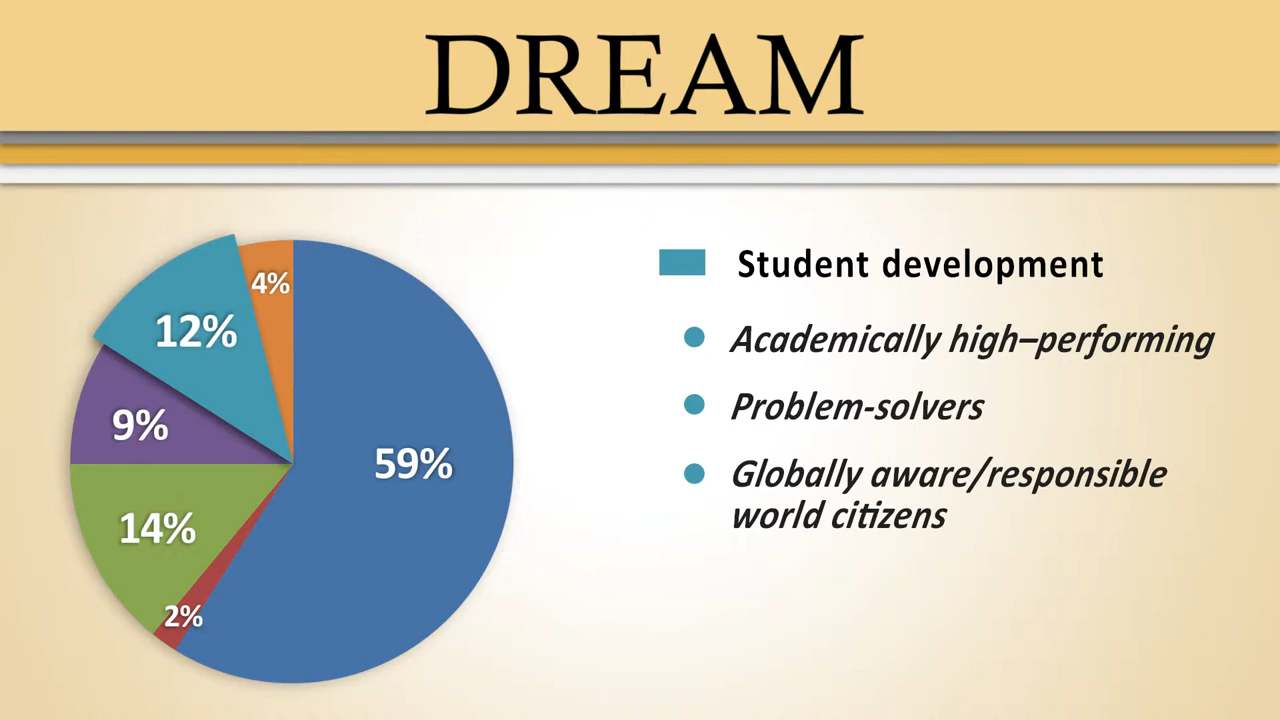 DREAM
4%
12%
9%
59%
14%
2%
Student development
Academically high–performing
Problem-solvers
Globally aware/responsible
world citizens